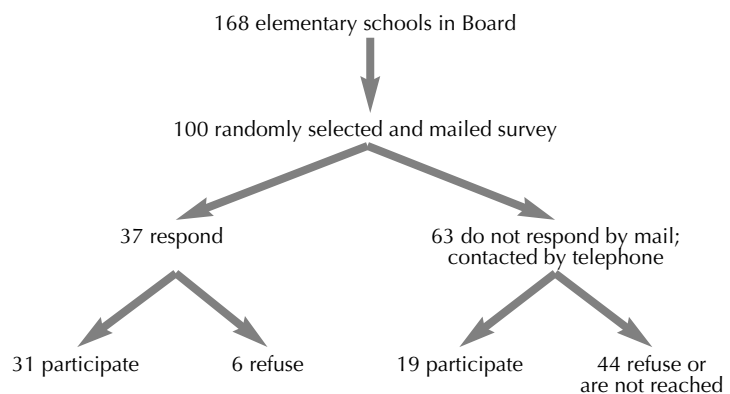 168 elementary schools in Board
100 randomly selected and mailed survey
37 respond
63 do not respond by mail;
contacted by telephone
31 participate
6 refuse
19 participate
44 refuse or
are not reached